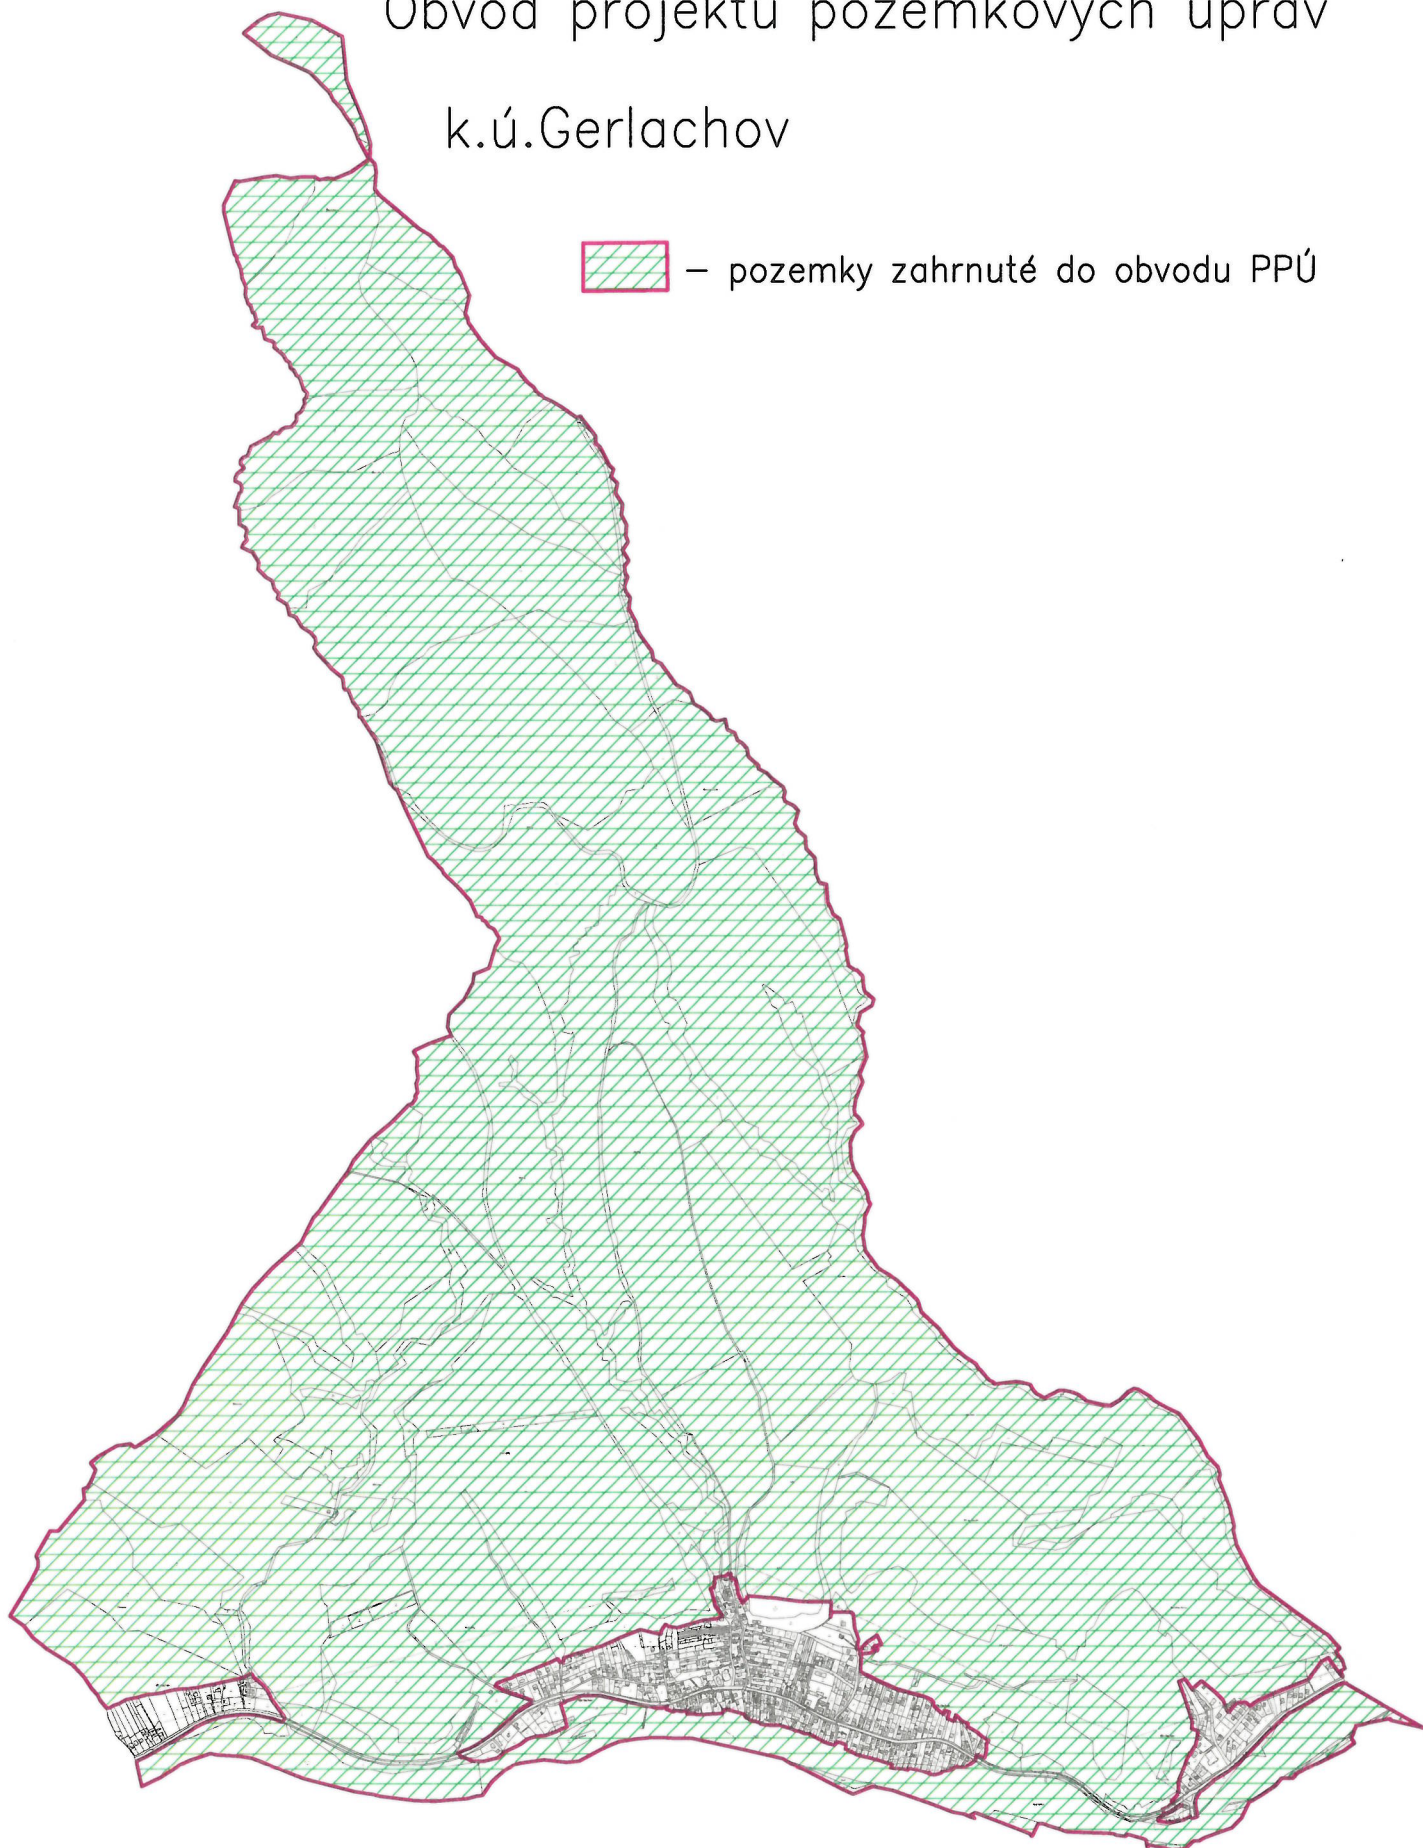 Obvod projektu pozemkových úprav
k.ú.Gerlachov
– pozemky zahrnuté do obvodu PPÚ